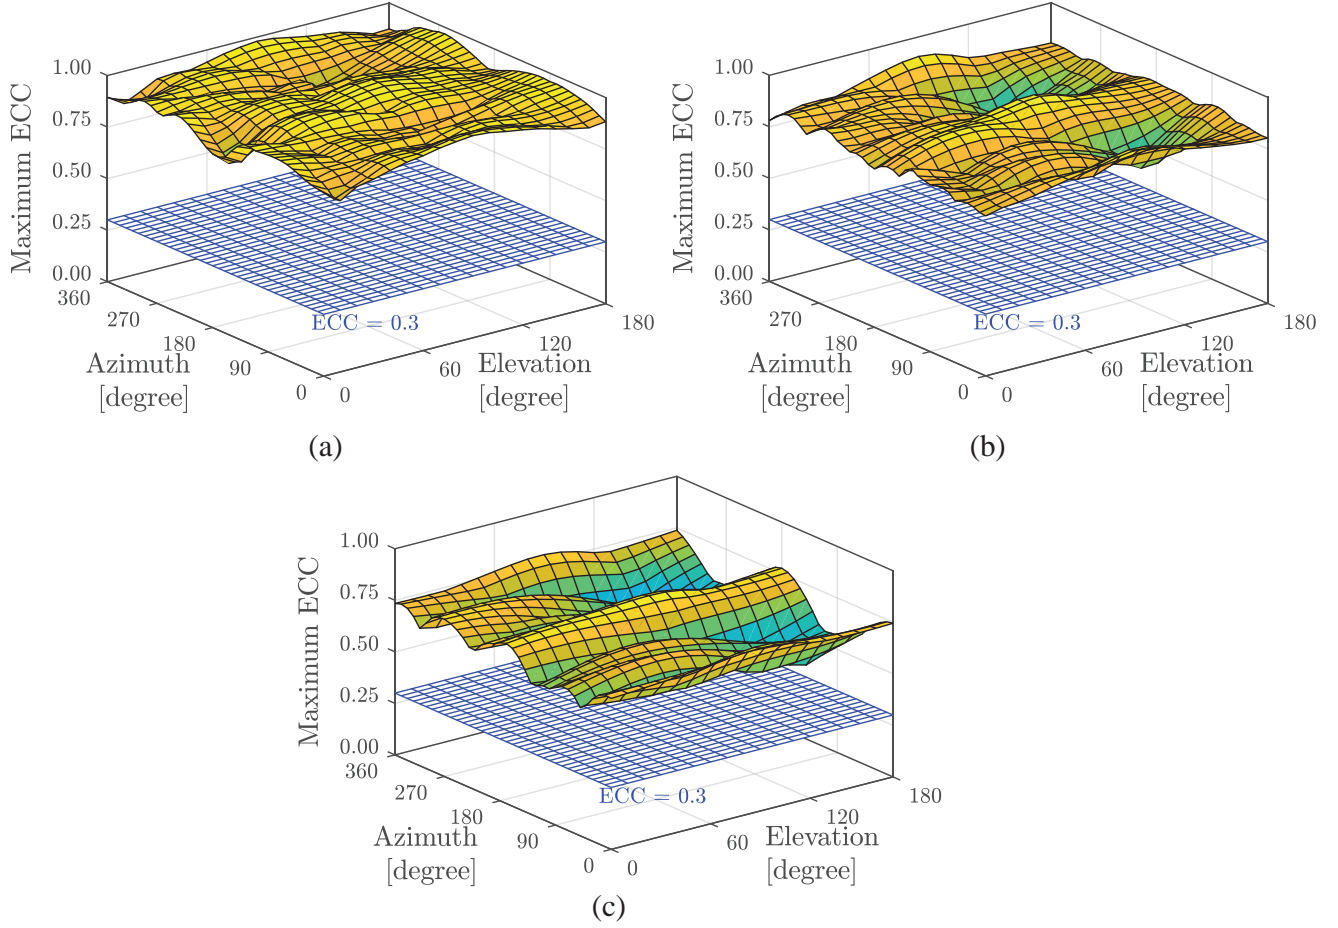 1.00
0.75
0.50
0.25
0.00
Maximum ECC
360
270
180
90
0
Azimuth
[degree]
0
60
120
180
Elevation
[degree]
ECC = 0.3
(a)
1.00
0.75
0.50
0.25
0.00
Maximum ECC
360
270
180
90
0
Azimuth
[degree]
0
60
120
180
Elevation
[degree]
ECC = 0.3
(b)
1.00
0.75
0.50
0.25
0.00
Maximum ECC
360
270
180
90
0
Azimuth
[degree]
0
60
120
180
Elevation
[degree]
ECC = 0.3
(c)